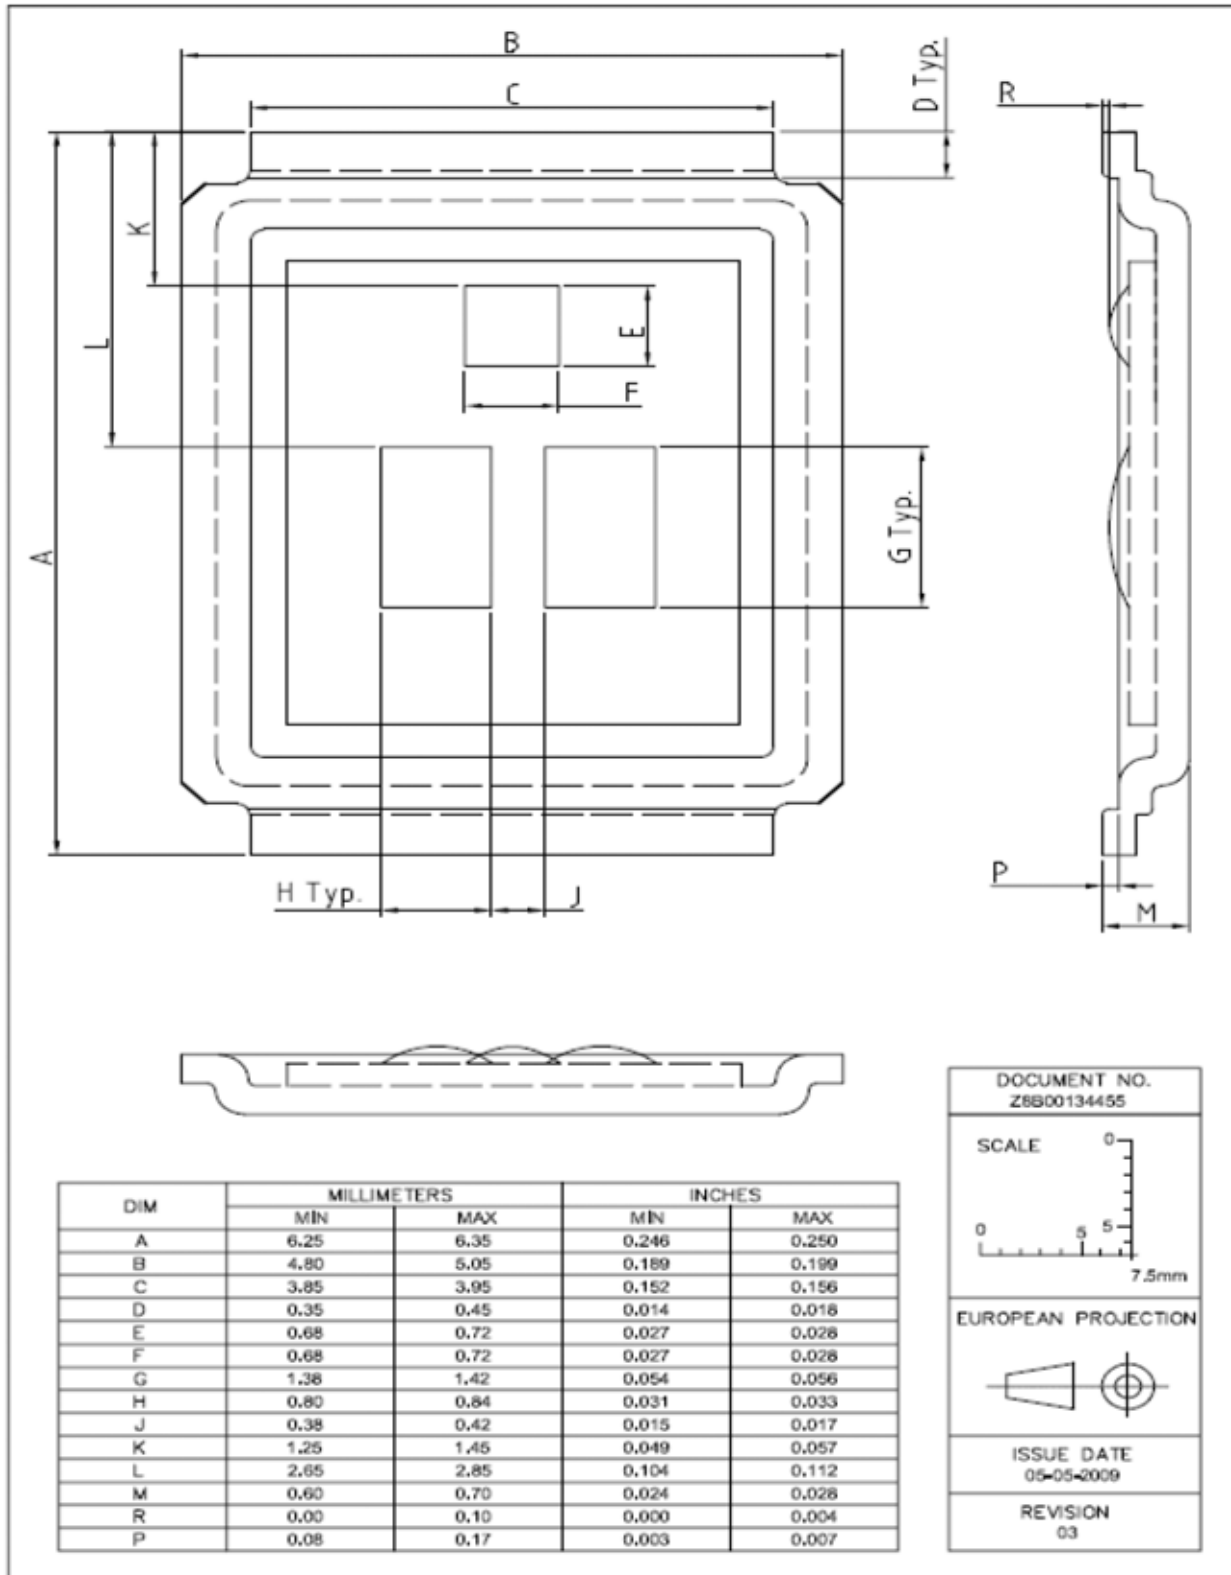 B
C
D Typ.
R
K
E
L
F
A
G Typ.
H Typ.
J
P
M
DIM MILLIMETERS INCHES
MIN MAX MIN MAX
A 6.25 6.35 0.246 0.250
B 4.80 5.05 0.189 0.199
C 3.85 3.95 0.152 0.156
D 0.35 0.45 0.014 0.018
E 0.68 0.72 0.027 0.028
F 0.68 0.72 0.027 0.028
G 1.38 1.42 0.054 0.056
H 0.80 0.84 0.031 0.033
J 0.38 0.42 0.015 0.017
K 1.25 1.45 0.049 0.057
L 2.65 2.85 0.104 0.112
M 0.60 0.70 0.024 0.028
R 0.00 0.10 0.000 0.004
P 0.08 0.17 0.003 0.007
DOCUMENT NO.
Z8B00134455
SCALE 0
0 5 5
7.5mm
EUROPEAN PROJECTION
ISSUE DATE
05-05-2009
REVISION
03